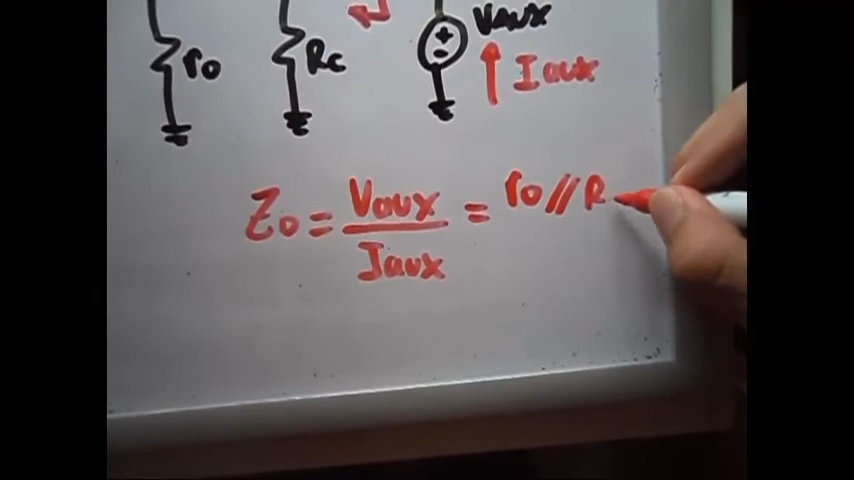 Vaux
ro Rc + - Iaux
Zo = Vaux / Iaux = ro // R